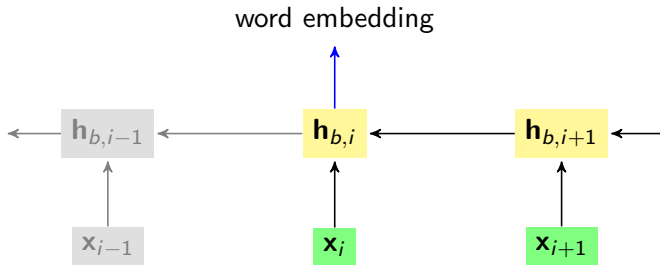 word embedding
h_{b,i−1} h_{b,i} h_{b,i+1}
x_{i−1} x_i x_{i+1}